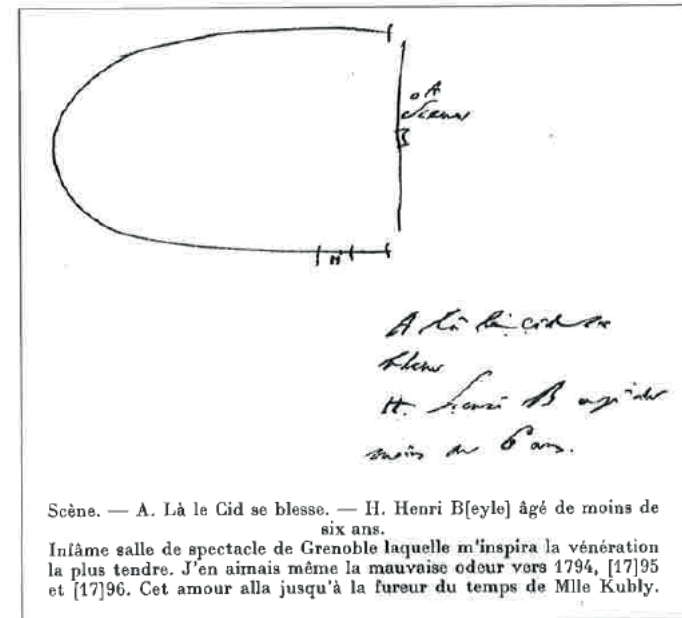 A
Scène
H
A Là le cid se
blesse
H. Henri B agé de
moins de 6 ans.
Scène. — A. Là le Cid se blesse. — H. Henri B[eyle] âgé de moins de
six ans.
Infâme salle de spectacle de Grenoble laquelle m'inspira la vénération
la plus tendre. J'en aimais même la mauvaise odeur vers 1794, [17]95
et [17]96. Cet amour alla jusqu'à la fureur du temps de Mlle Kubly.